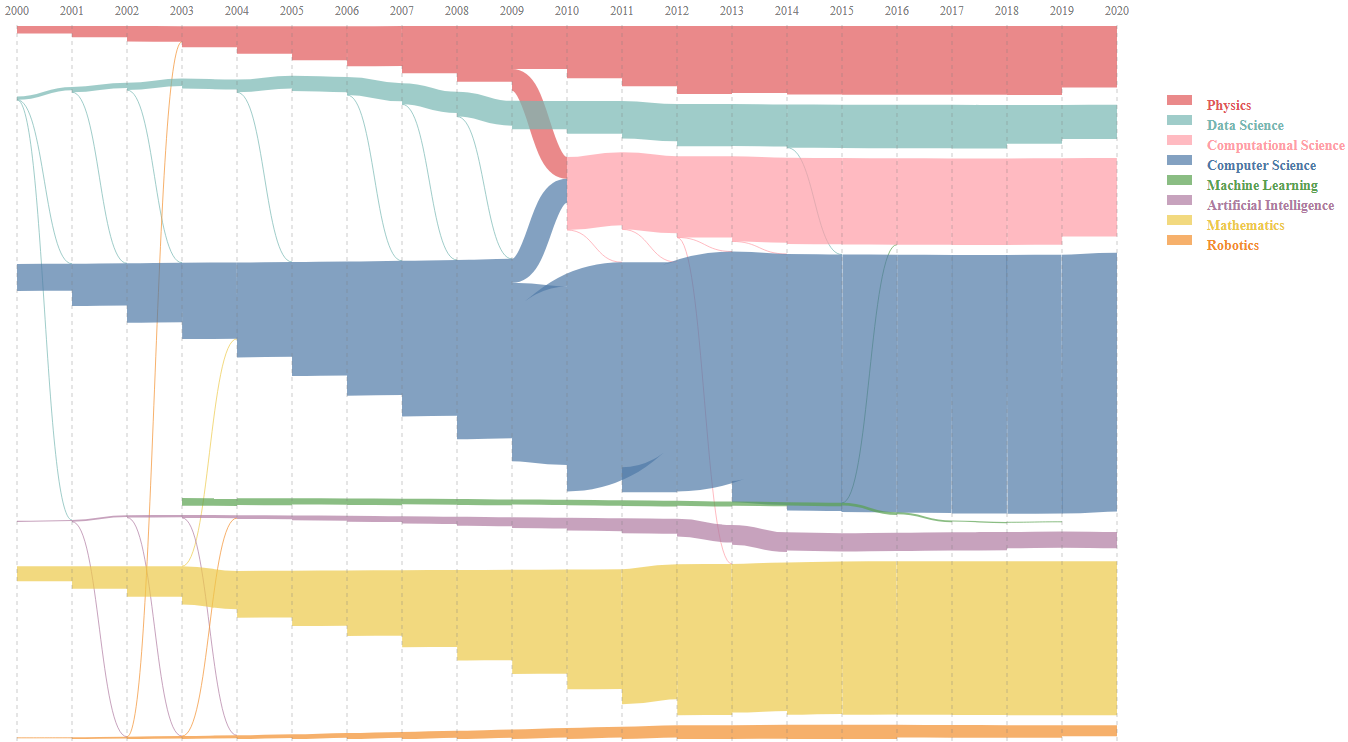 2000 2001 2002 2003 2004 2005 2006 2007 2008 2009 2010 2011 2012 2013 2014 2015 2016 2017 2018 2019 2020
Physics
Data Science
Computational Science
Computer Science
Machine Learning
Artificial Intelligence
Mathematics
Robotics